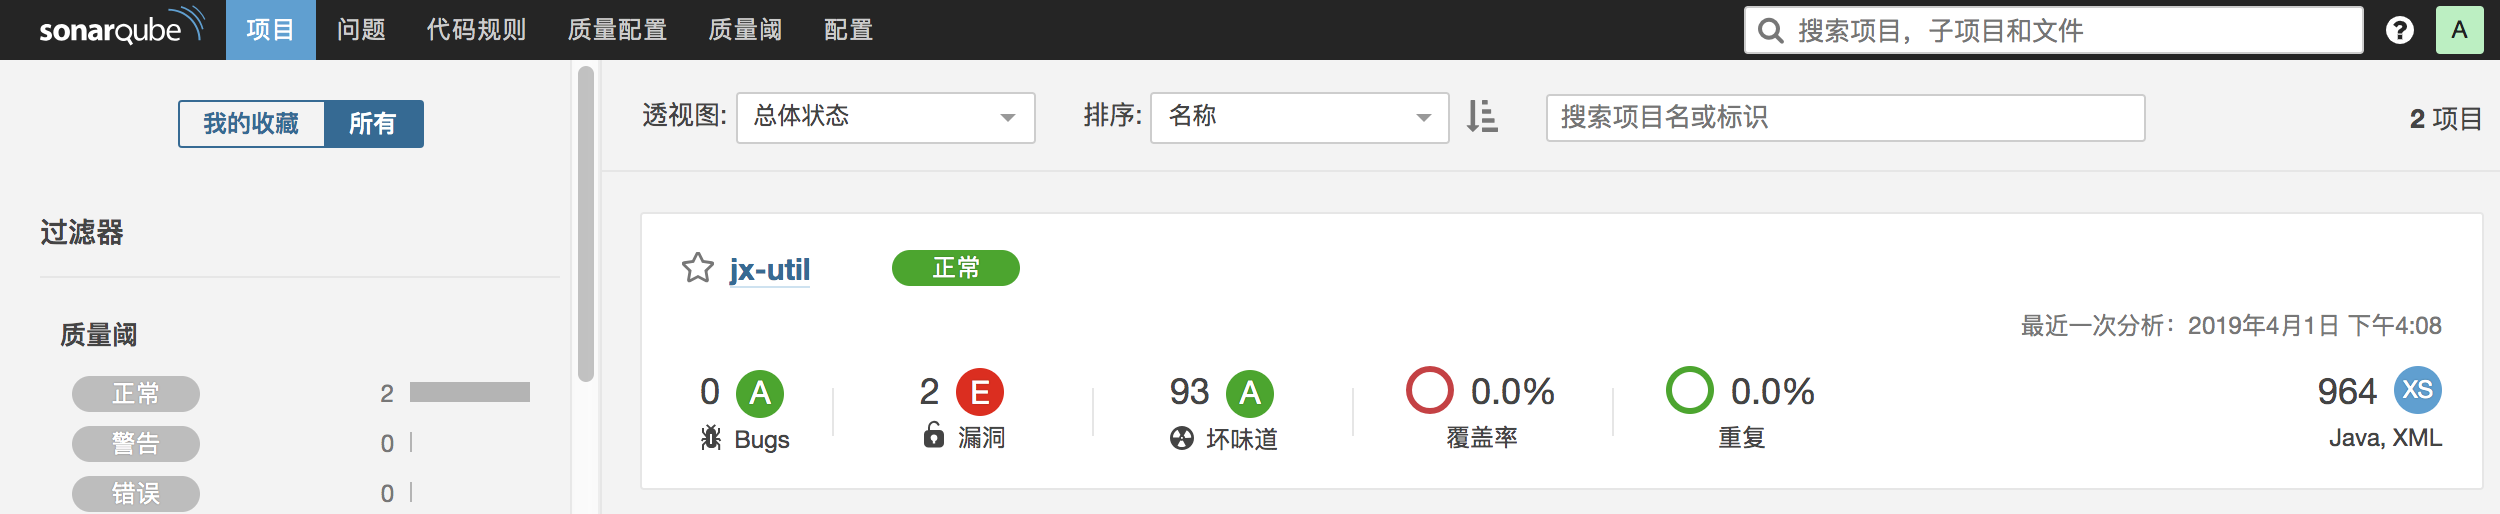 sonarqube 项目 问题 代码规则 质量配置 质量阈 配置 搜索项目，子项目和文件 ? A
我的收藏 所有
透视图: 总体状态 排序: 名称 搜索项目名或标识 2 项目
过滤器
质量阈
正常 2
警告 0
错误 0
jx-util 正常
最近一次分析：2019年4月1日 下午4:08
0 A 2 E 93 A 0.0% 0.0% 964 XS
Bugs 漏洞 坏味道 覆盖率 重复 Java, XML